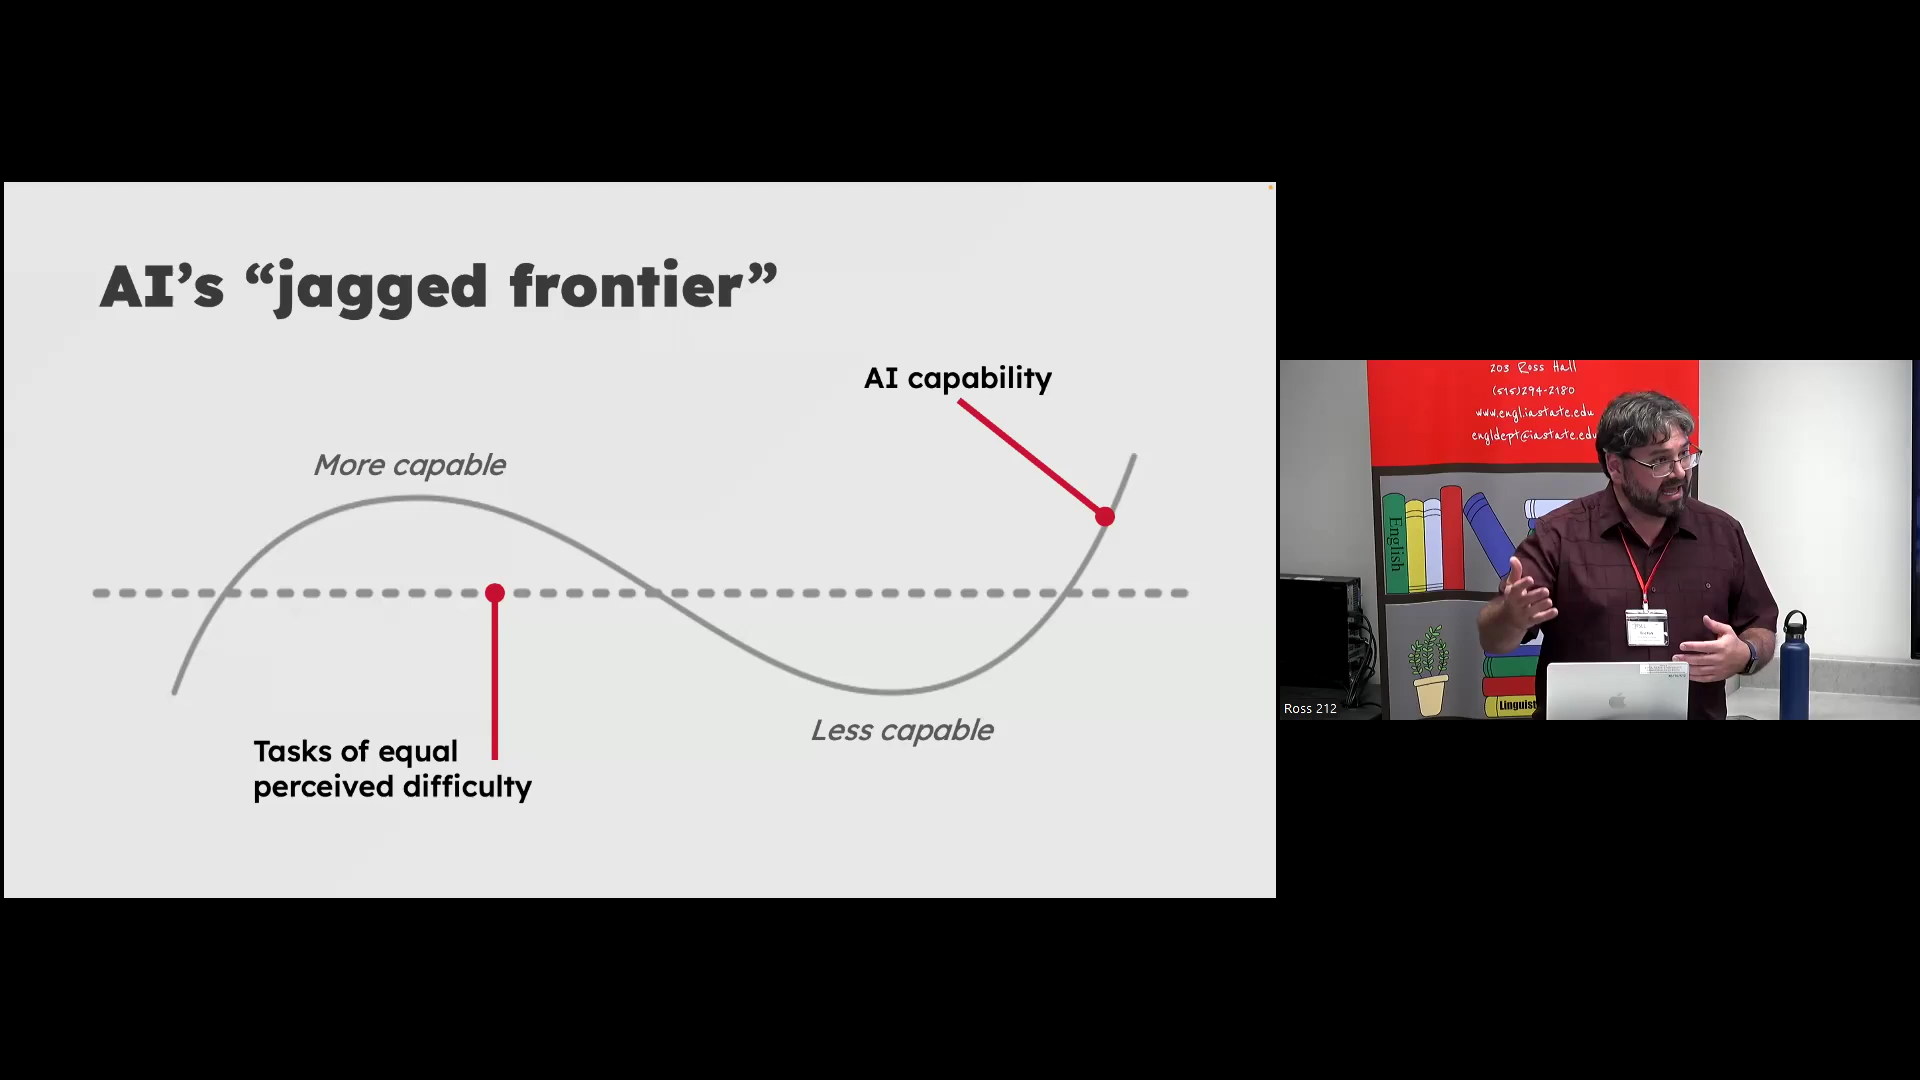 AI’s “jagged frontier”
AI capability
More capable
Less capable
Tasks of equal
perceived difficulty
203 Ross Hall
(515)294-2180
www.engl.iastate.edu
engldept@iastate.edu
English
Linguist
Ross 212